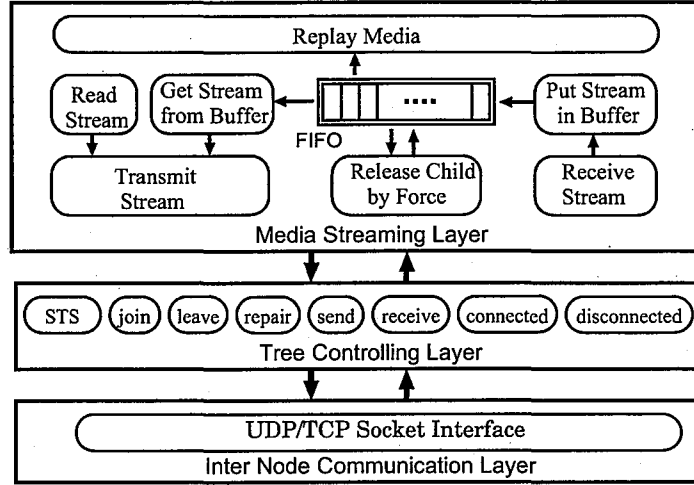 Replay Media
Read
Stream
Get Stream
from Buffer
....
FIFO
Put Stream
in Buffer
Transmit
Stream
Release Child
by Force
Receive
Stream
Media Streaming Layer
STS join leave repair send receive connected disconnected
Tree Controlling Layer
UDP/TCP Socket Interface
Inter Node Communication Layer